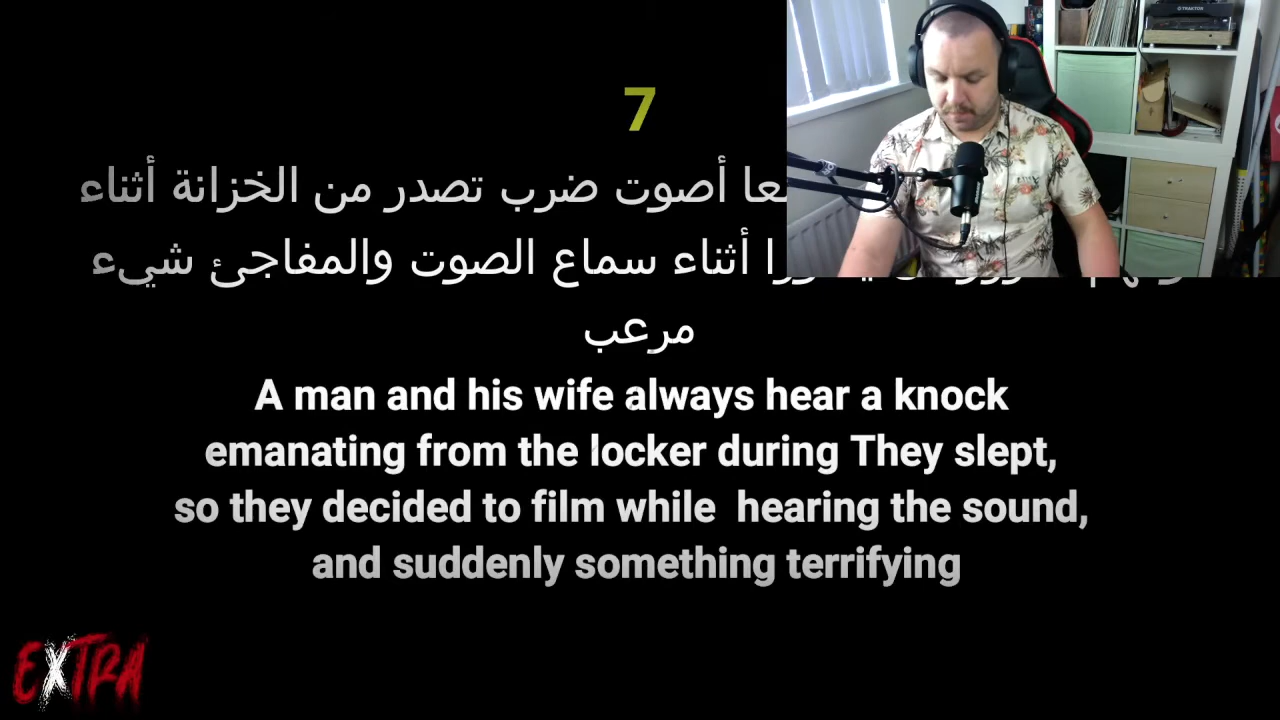 7
أصوت ضرب تصدر من الخزانة أثناء
أثناء سماع الصوت والمفاجئ شيء
مرعب
A man and his wife always hear a knock
emanating from the locker during They slept,
so they decided to film while  hearing the sound,
and suddenly something terrifying
EXTRA
TRAKTOR